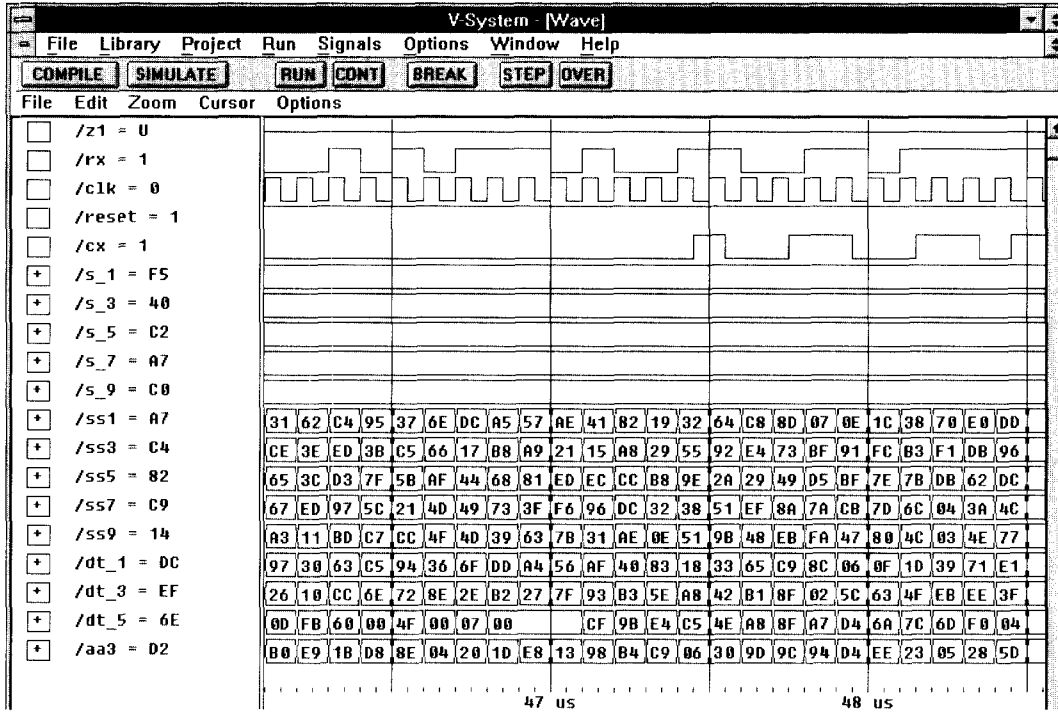 V-System - [Wave]
File Library Project Run Signals Options Window Help
COMPILE SIMULATE RUN CONT BREAK STEP OVER
File Edit Zoom Cursor Options
/z1 = U
/rx = 1
/clk = 0
/reset = 1
/cx = 1
+ /s_1 = F5
+ /s_3 = 40
+ /s_5 = C2
+ /s_7 = A7
+ /s_9 = C0
+ /ss1 = A7 31 62 C4 95 37 6E DC A5 57 AE 41 82 19 32 64 C8 8D 07 0E 1C 38 70 E0 DD
+ /ss3 = C4 CE 3E ED 3B C5 66 17 B8 A9 21 15 A8 29 55 92 E4 73 BF 91 FC B3 F1 DB 96
+ /ss5 = 82 65 3C D3 7F 5B AF 44 68 81 ED EC CC B8 9E 2A 29 49 D5 BF 7E 7B DB 62 DC
+ /ss7 = C9 67 ED 97 5C 21 4D 49 73 3F F6 96 DC 32 38 51 EF 8A 7A CB 7D 6C 04 3A 4C
+ /ss9 = 14 A3 11 BD C7 CC 4F 4D 39 63 7B 31 AE 0E 51 9B 48 EB FA 47 80 4C 03 4E 77
+ /dt_1 = DC 97 30 63 C5 94 36 6F DD A4 56 AF 40 83 18 33 65 C9 8C 06 0F 1D 39 71 E1
+ /dt_3 = EF 26 10 CC 6E 72 8E 2E B2 27 7F 93 B3 5E A8 42 B1 8F 02 5C 63 4F EB EE 3F
+ /dt_5 = 6E 0D FB 60 00 4F 00 07 00 CF 9B E4 C5 4E A8 8F A7 D4 6A 7C 6D F0 04
+ /aa3 = D2 B0 E9 1B D8 8E 04 20 1D E8 13 98 B4 C9 06 30 9D 9C 94 D4 EE 23 05 28 5D
47 us 48 us